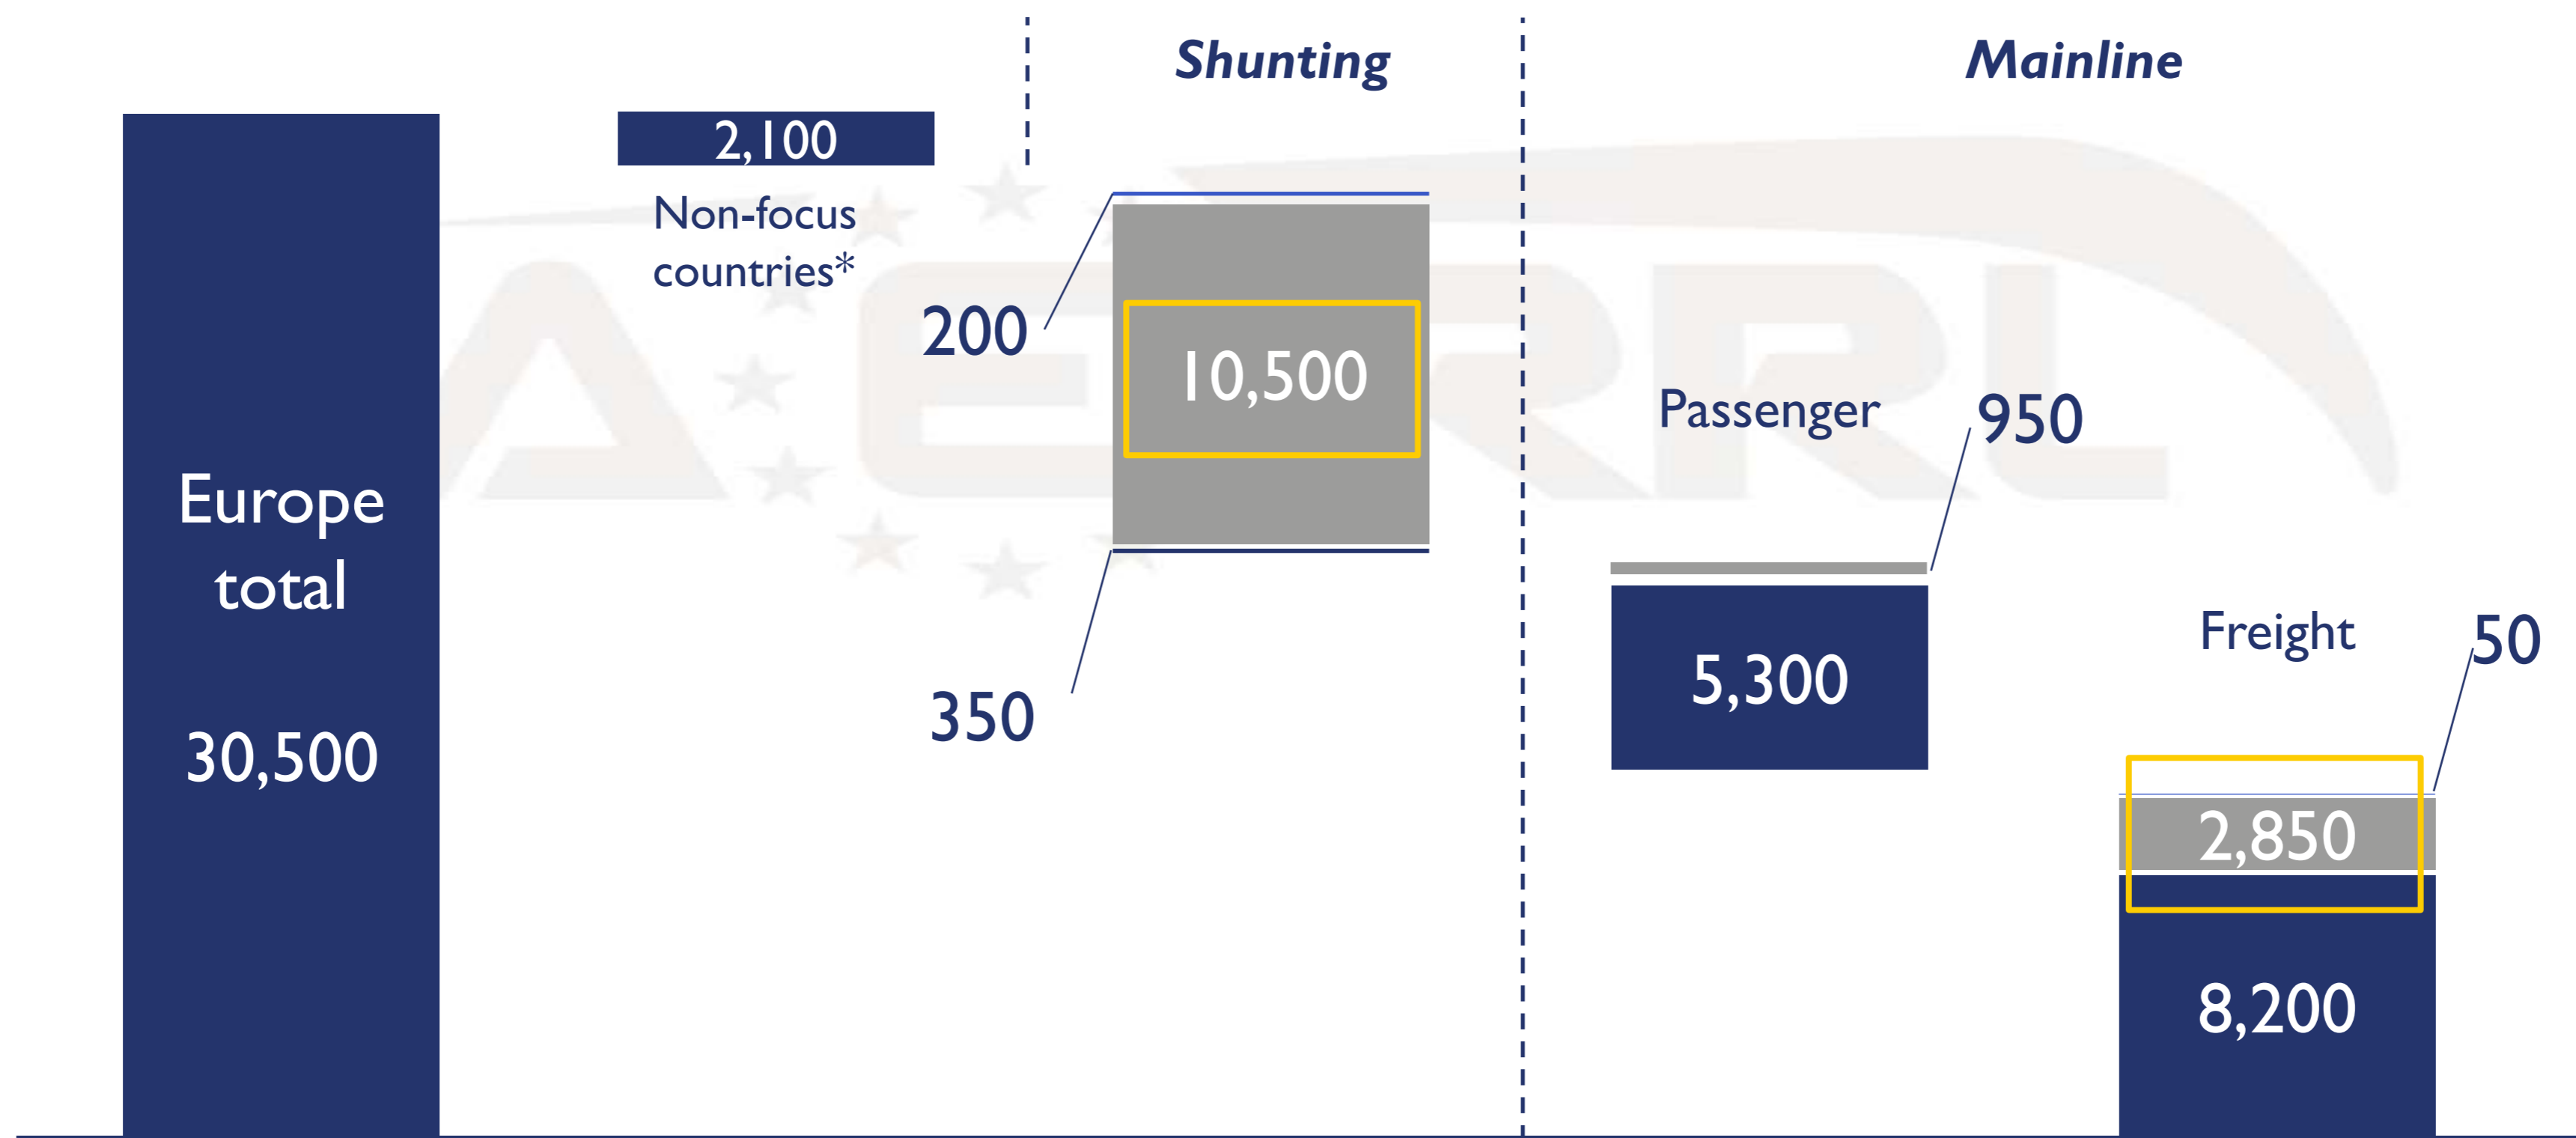 Shunting
Mainline
2,100
Non-focus
countries*
200
10,500
Passenger
950
Europe
total
Freight
50
5,300
350
30,500
2,850
8,200
AERRL